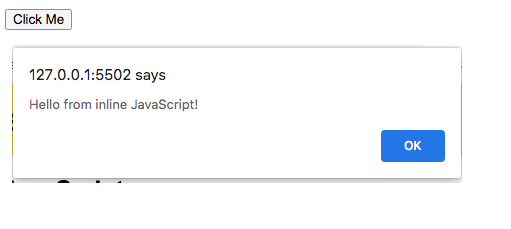 Click Me
127.0.0.1:5502 says
Hello from inline JavaScript!
OK